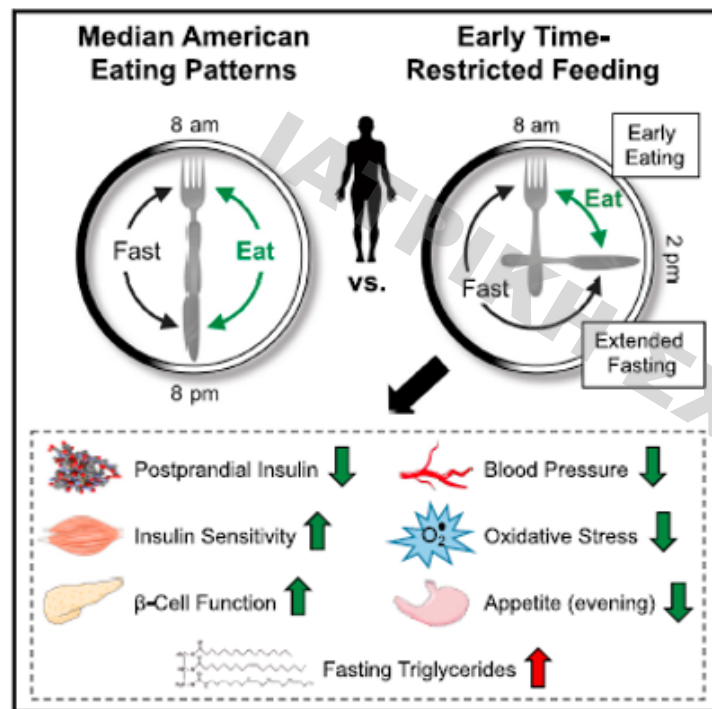 Median American
Eating Patterns
Early Time-
Restricted Feeding
8 am
Fast
Eat
8 pm
vs.
8 am
Early
Eating
Eat
2 pm
Fast
Extended
Fasting
Postprandial Insulin
Blood Pressure
Insulin Sensitivity
O₂•
Oxidative Stress
β-Cell Function
Appetite (evening)
Fasting Triglycerides